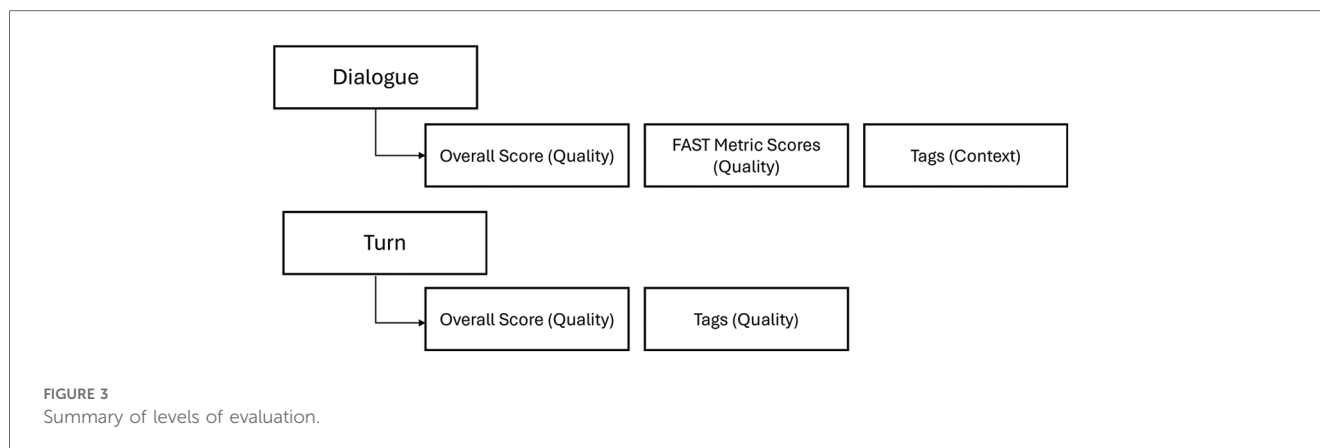 Dialogue
Overall Score (Quality)
FAST Metric Scores
(Quality)
Tags (Context)
Turn
Overall Score (Quality)
Tags (Quality)
FIGURE 3
Summary of levels of evaluation.